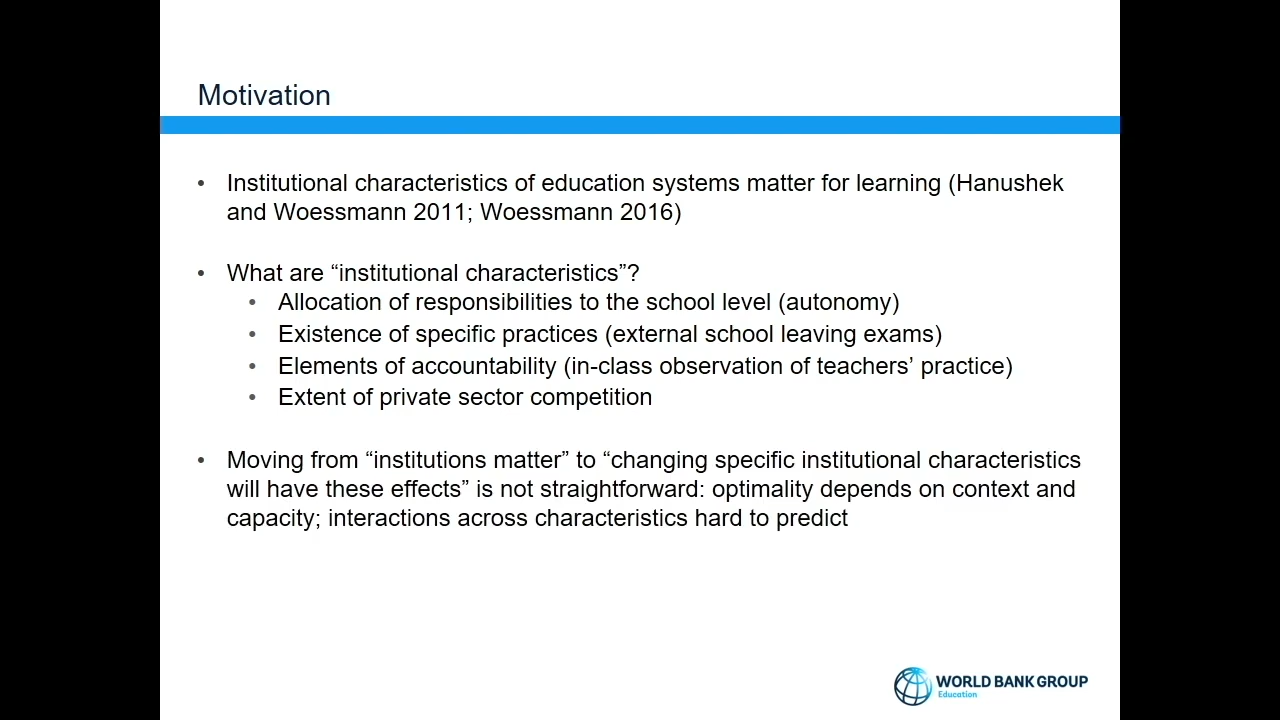 Motivation
• Institutional characteristics of education systems matter for learning (Hanushek
and Woessmann 2011; Woessmann 2016)
• What are “institutional characteristics”?
• Allocation of responsibilities to the school level (autonomy)
• Existence of specific practices (external school leaving exams)
• Elements of accountability (in-class observation of teachers’ practice)
• Extent of private sector competition
• Moving from “institutions matter” to “changing specific institutional characteristics
will have these effects” is not straightforward: optimality depends on context and
capacity; interactions across characteristics hard to predict
WORLD BANK GROUP
Education